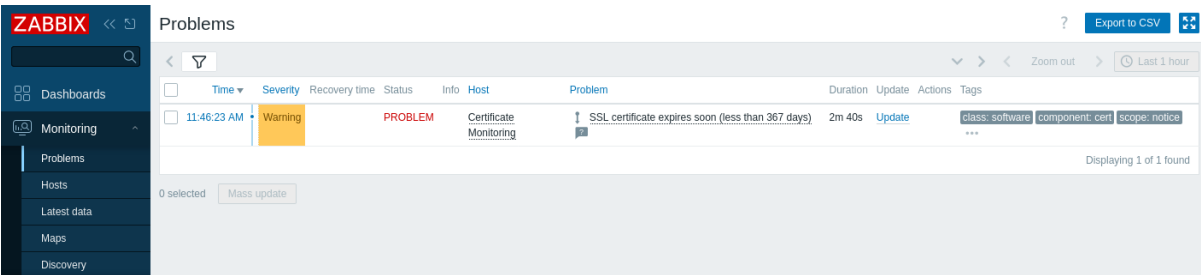 ZABBIX
Problems
? Export to CSV
Zoom out Last 1 hour
Dashboards
Monitoring
Problems
Hosts
Latest data
Maps
Discovery
Time Severity Recovery time Status Info Host Problem Duration Update Actions Tags
11:46:23 AM Warning PROBLEM Certificate Monitoring SSL certificate expires soon (less than 367 days) 2m 40s Update class: software component: cert scope: notice
?
Displaying 1 of 1 found
0 selected Mass update